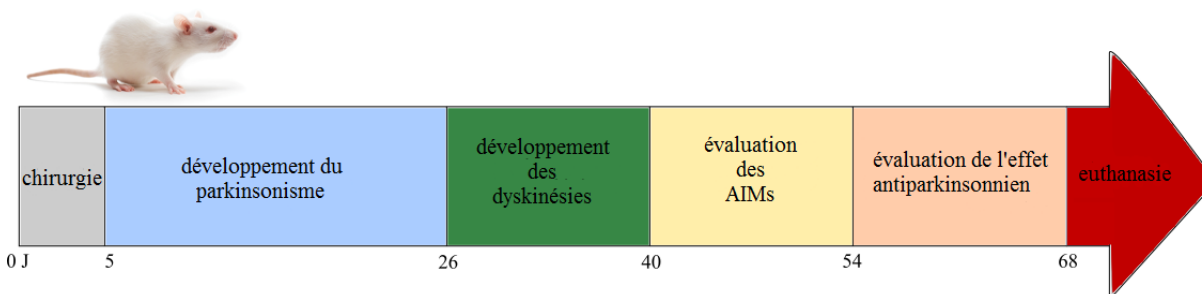 chirurgie
développement du
parkinsonisme
développement
des
dyskinésies
évaluation
des
AIMs
évaluation de l'effet
antiparkinsonnien
euthanasie
0 J
5
26
40
54
68